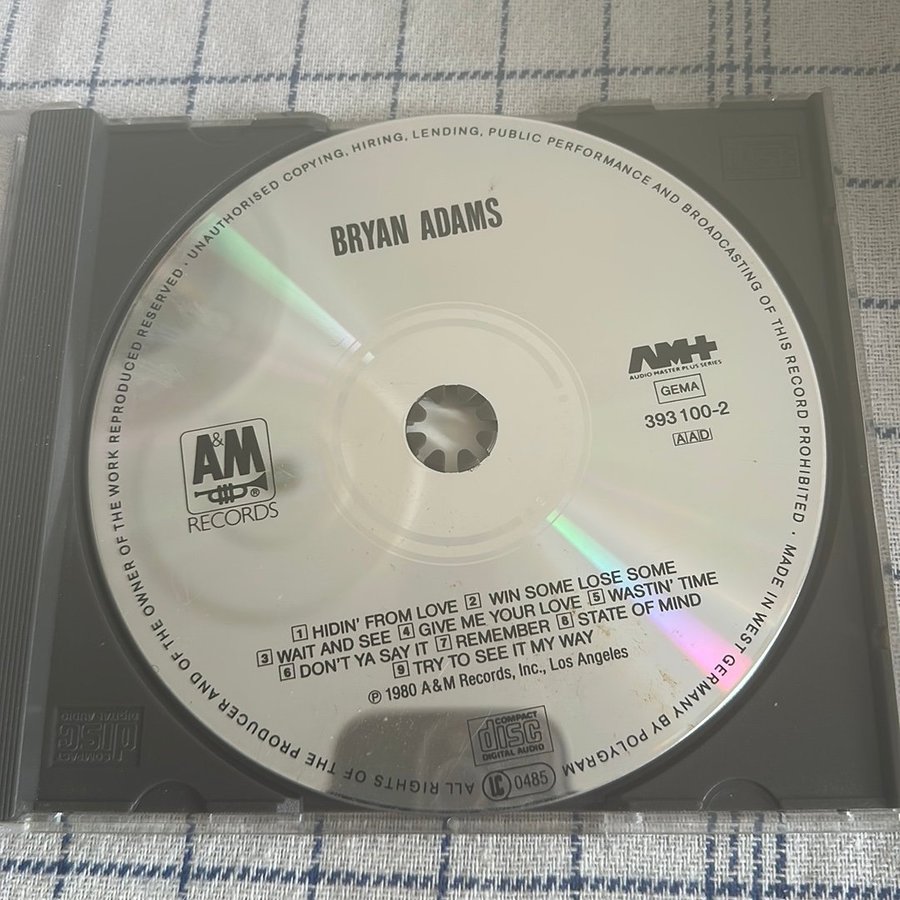 UNAUTHORISED COPYING, HIRING, LENDING, PUBLIC PERFORMANCE AND BROADCASTING OF THIS RECORD PROHIBITED · MADE IN WEST GERMANY BY POLYGRAM
ALL RIGHTS OF THE PRODUCER AND OF THE OWNER OF THE WORK REPRODUCED RESERVED ·
BRYAN ADAMS
AM+
AUDIO MASTER PLUS SERIES
GEMA
393 100-2
AAD
A&M
®
RECORDS
1 HIDIN' FROM LOVE 2 WIN SOME LOSE SOME
3 WAIT AND SEE 4 GIVE ME YOUR LOVE 5 WASTIN' TIME
6 DON'T YA SAY IT 7 REMEMBER 8 STATE OF MIND
9 TRY TO SEE IT MY WAY
℗ 1980 A&M Records, Inc., Los Angeles
COMPACT
disc
DIGITAL AUDIO
LC 0485
COMPACT
disc
DIGITAL AUDIO